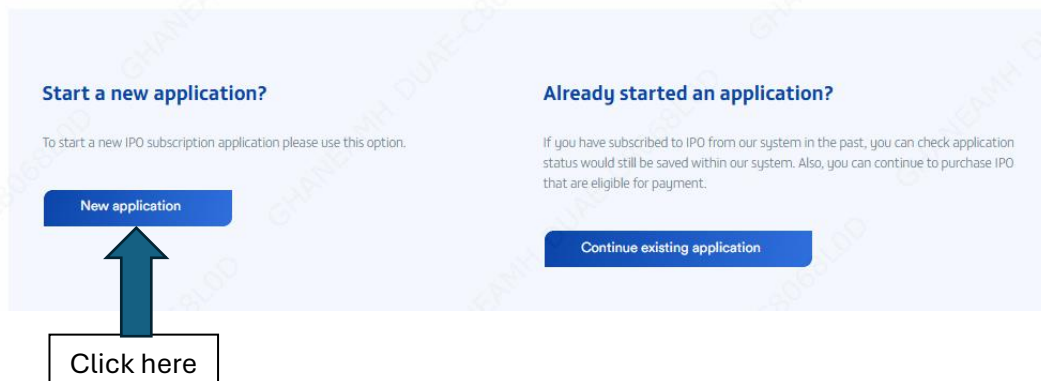 Start a new application?
To start a new IPO subscription application please use this option.
New application
Click here
Already started an application?
If you have subscribed to IPO from our system in the past, you can check application
status would still be saved within our system. Also, you can continue to purchase IPO
that are eligible for payment.
Continue existing application